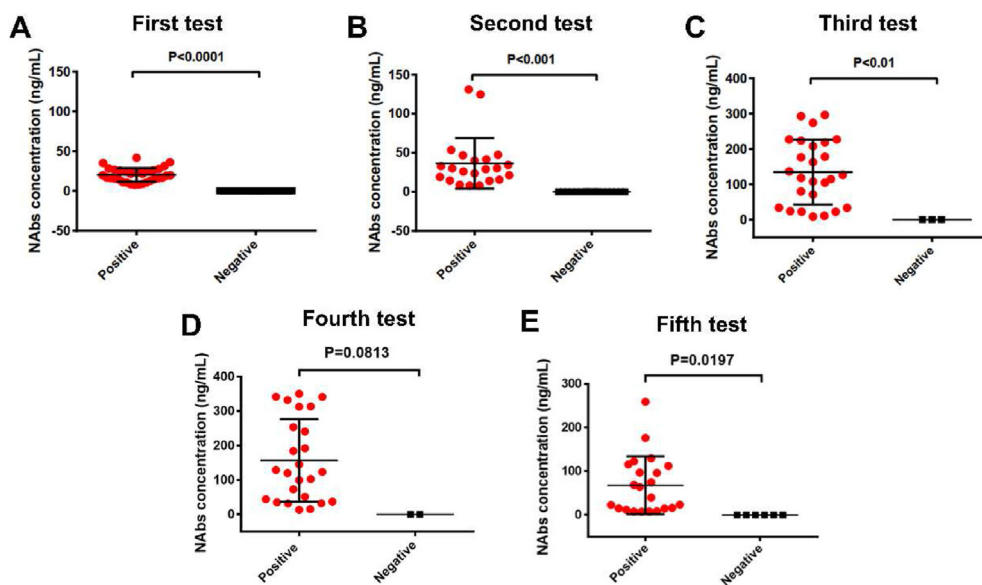 A
First test
P<0.0001
NAbs concentration (ng/mL)
150
100
50
0
-50
Positive
Negative
B
Second test
P<0.001
NAbs concentration (ng/mL)
150
100
50
0
-50
Positive
Negative
C
Third test
P<0.01
NAbs concentration (ng/mL)
400
300
200
100
0
Positive
Negative
D
Fourth test
P=0.0813
NAbs concentration (ng/mL)
400
300
200
100
0
Positive
Negative
E
Fifth test
P=0.0197
NAbs concentration (ng/mL)
300
200
100
0
Positive
Negative